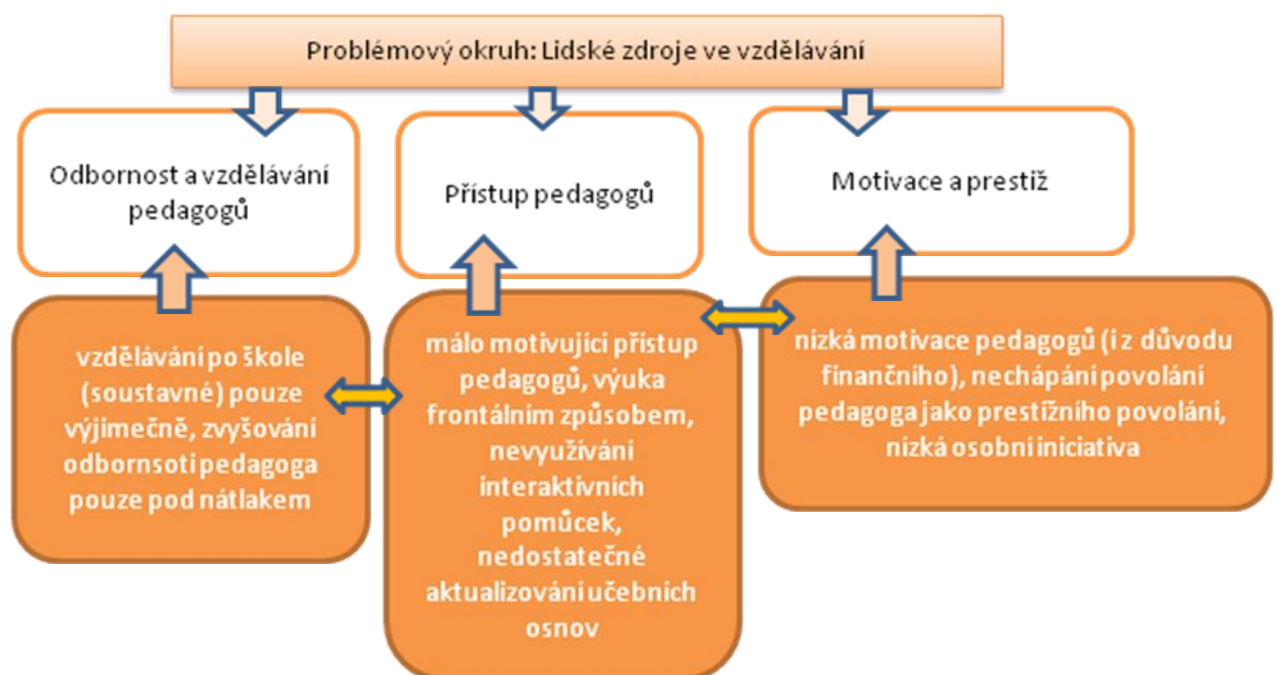 Problémový okruh: Lidské zdroje ve vzdělávání
Odbornost a vzdělávání
pedagogů
Přístup pedagogů
Motivace a prestiž
vzdělávání po škole
(soustavné) pouze
výjimečně, zvyšování
odbornsoti pedagoga
pouze pod nátlakem
málo motivující přístup
pedagogů, výuka
frontálním způsobem,
nevyužívání
interaktivních
pomůcek,
nedostatečné
aktualizování učebních
osnov
nízká motivace pedagogů (i z důvodu
finančního), nechápání povolání
pedagoga jako prestižního povolání,
nízká osobní iniciativa